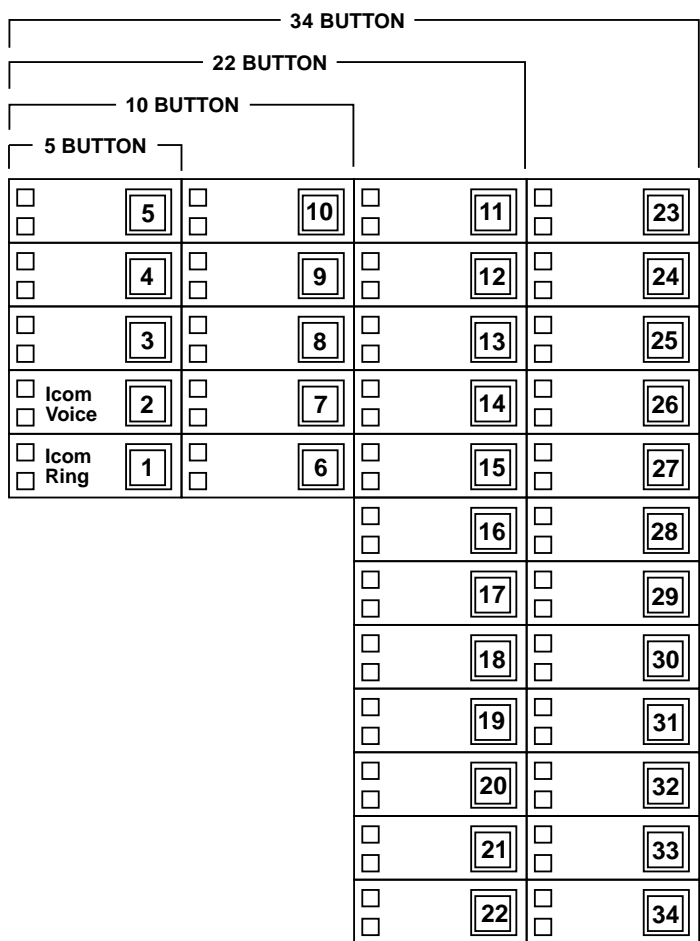 34 BUTTON
22 BUTTON
10 BUTTON
5 BUTTON
5 10 11 23
4 9 12 24
3 8 13 25
Icom Voice 2 7 14 26
Icom Ring 1 6 15 27
16 28
17 29
18 30
19 31
20 32
21 33
22 34